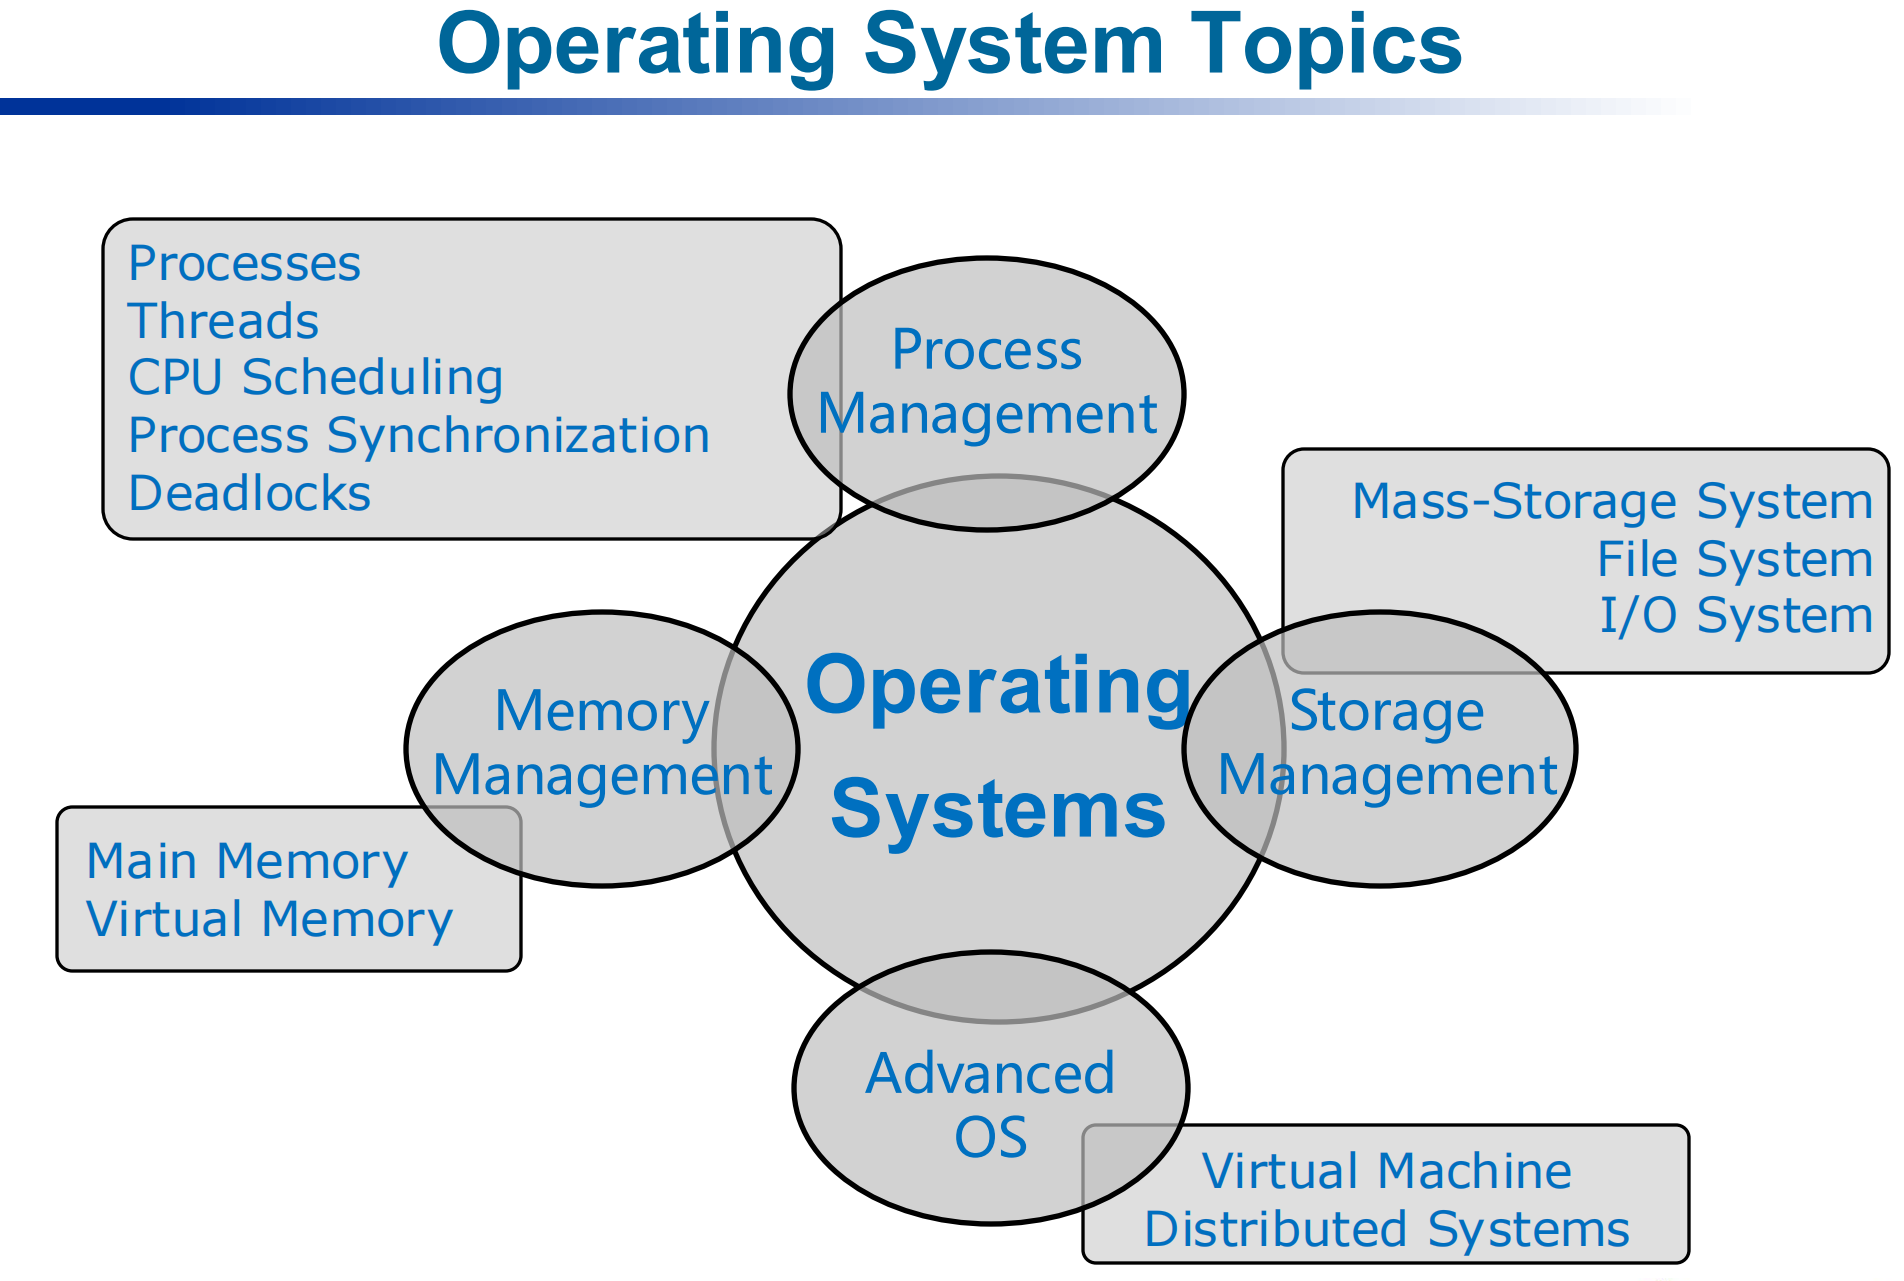 Operating System Topics
Processes
Threads
CPU Scheduling
Process Synchronization
Deadlocks
Process
Management
Mass-Storage System
File System
I/O System
Memory
Management
Operating
Systems
Storage
Management
Main Memory
Virtual Memory
Advanced
OS
Virtual Machine
Distributed Systems